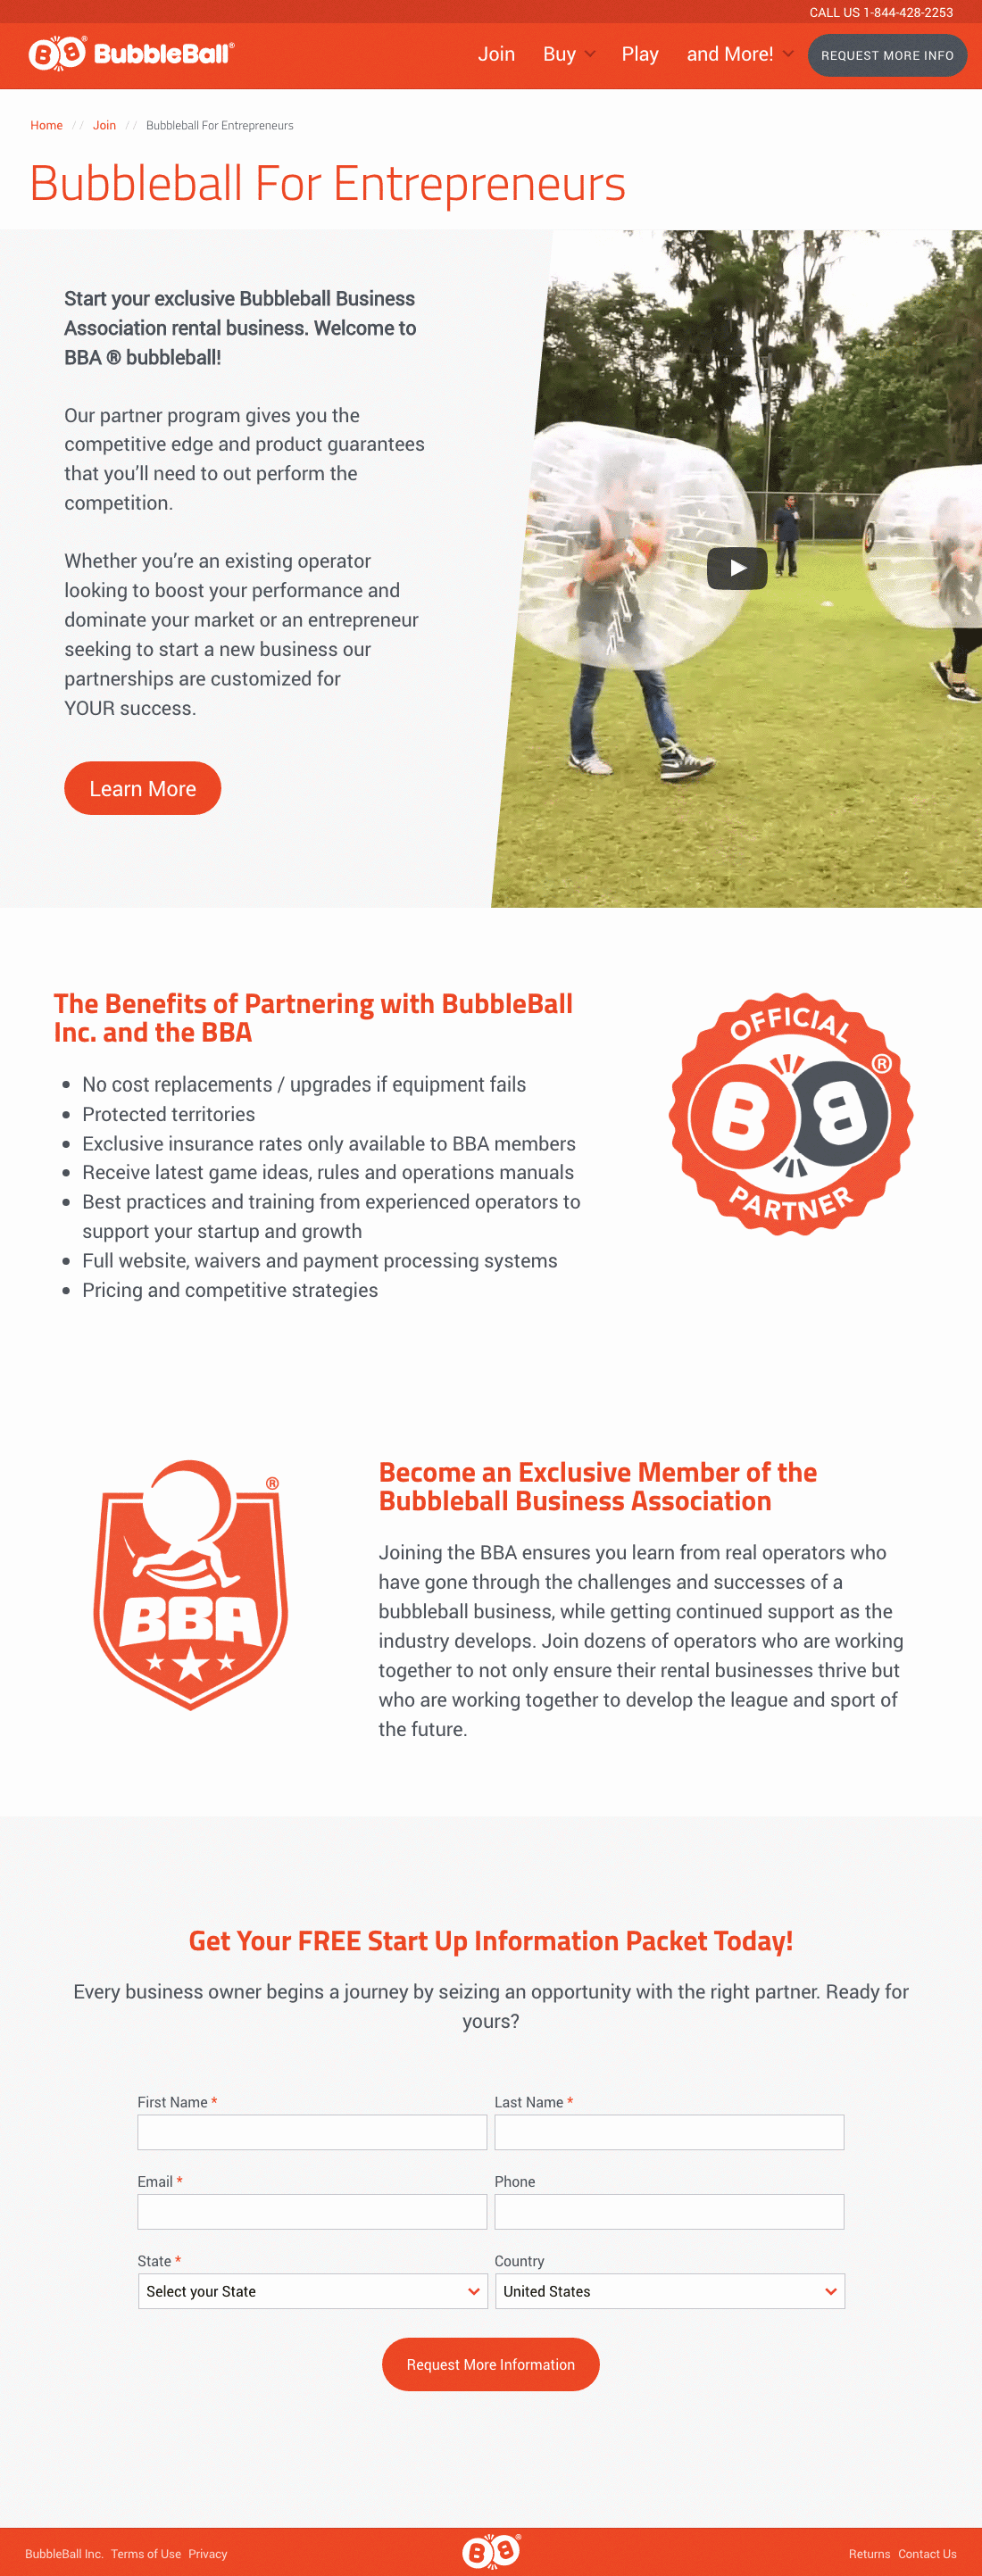 CALL US 1-844-428-2253
BB® BubbleBall®
Join Buy Play and More! REQUEST MORE INFO
Home // Join // Bubbleball For Entrepreneurs
Bubbleball For Entrepreneurs
Start your exclusive Bubbleball Business
Association rental business. Welcome to
BBA ® bubbleball!
Our partner program gives you the
competitive edge and product guarantees
that you’ll need to out perform the
competition.
Whether you’re an existing operator
looking to boost your performance and
dominate your market or an entrepreneur
seeking to start a new business our
partnerships are customized for
YOUR success.
Learn More
The Benefits of Partnering with BubbleBall
Inc. and the BBA
• No cost replacements / upgrades if equipment fails
• Protected territories
• Exclusive insurance rates only available to BBA members
• Receive latest game ideas, rules and operations manuals
• Best practices and training from experienced operators to
support your startup and growth
• Full website, waivers and payment processing systems
• Pricing and competitive strategies
OFFICIAL
BB®
PARTNER
®
BBA
Become an Exclusive Member of the
Bubbleball Business Association
Joining the BBA ensures you learn from real operators who
have gone through the challenges and successes of a
bubbleball business, while getting continued support as the
industry develops. Join dozens of operators who are working
together to not only ensure their rental businesses thrive but
who are working together to develop the league and sport of
the future.
Get Your FREE Start Up Information Packet Today!
Every business owner begins a journey by seizing an opportunity with the right partner. Ready for
yours?
First Name * Last Name *
Email * Phone
State * Country
Select your State United States
Request More Information
BubbleBall Inc. Terms of Use Privacy BB® Returns Contact Us